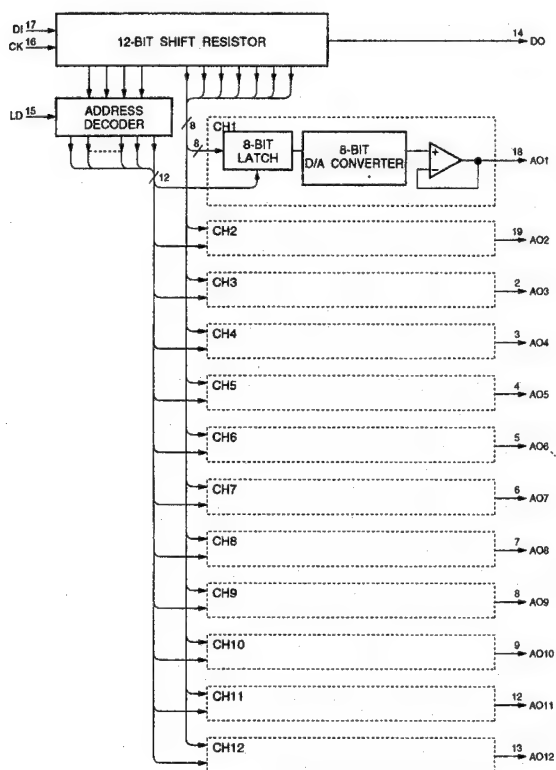 DI 17
CK 16
12-BIT SHIFT RESISTOR
14 DO
LD 15
ADDRESS
DECODER
8
12
CH1
8
8-BIT
LATCH
8-BIT
D/A CONVERTER
+
−
18 AO1
CH2
19 AO2
CH3
2 AO3
CH4
3 AO4
CH5
4 AO5
CH6
5 AO6
CH7
6 AO7
CH8
7 AO8
CH9
8 AO9
CH10
9 AO10
CH11
12 AO11
CH12
13 AO12